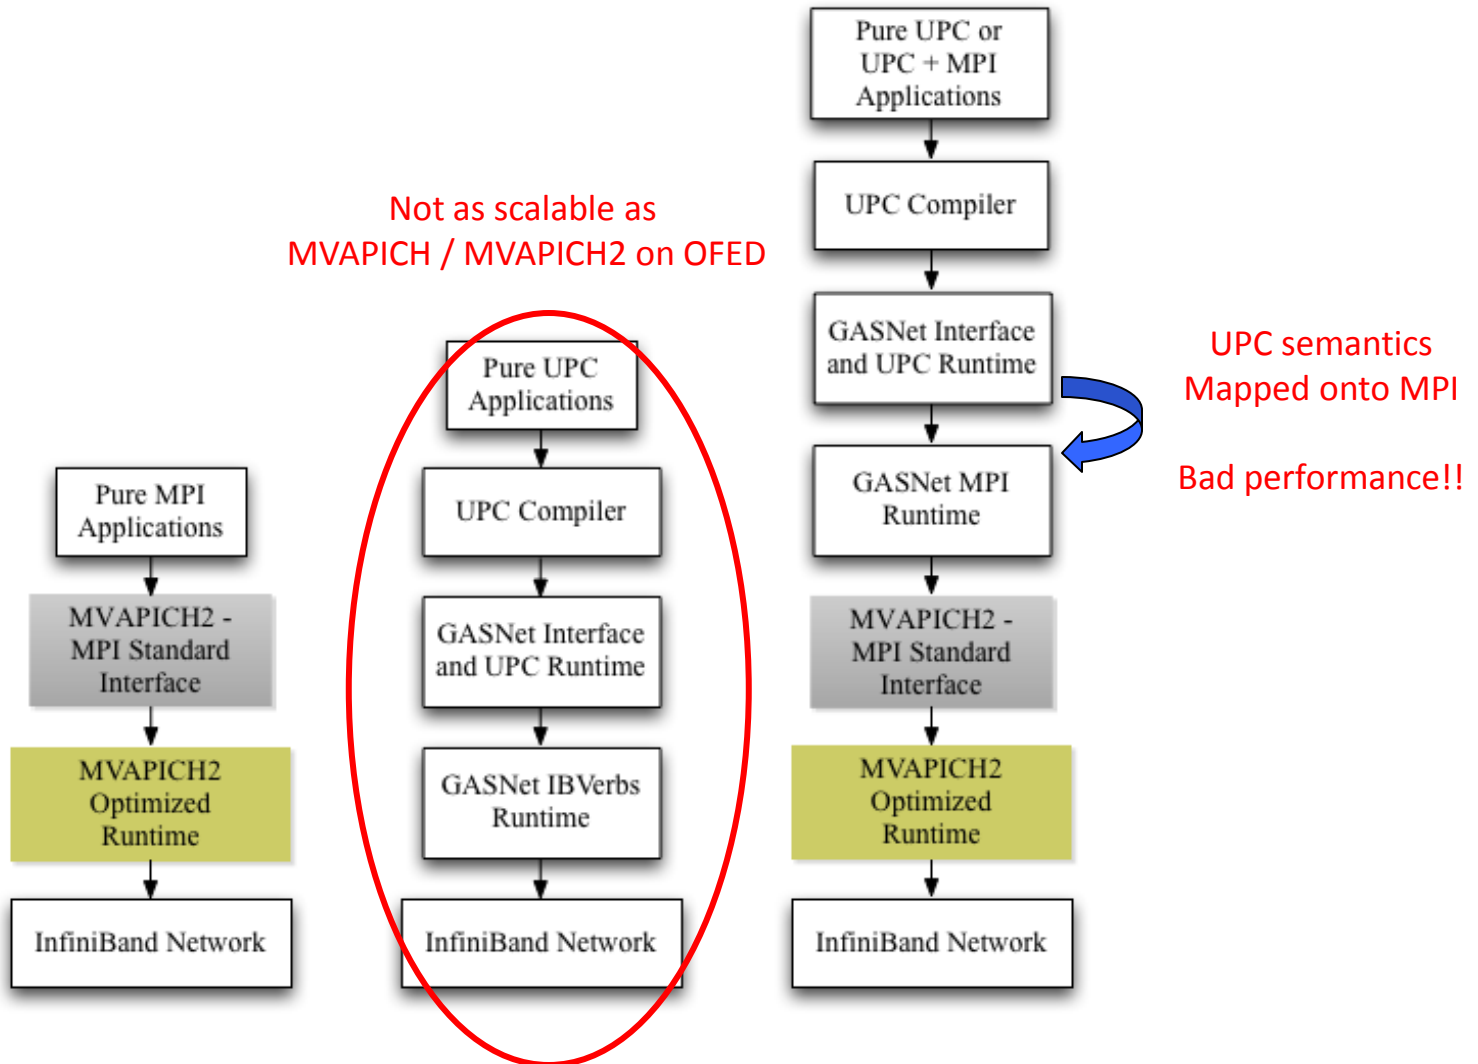 Pure MPI
Applications
MVAPICH2 -
MPI Standard
Interface
MVAPICH2
Optimized
Runtime
InfiniBand Network
Not as scalable as
MVAPICH / MVAPICH2 on OFED
Pure UPC
Applications
UPC Compiler
GASNet Interface
and UPC Runtime
GASNet IBVerbs
Runtime
InfiniBand Network
Pure UPC or
UPC + MPI
Applications
UPC Compiler
GASNet Interface
and UPC Runtime
GASNet MPI
Runtime
MVAPICH2 -
MPI Standard
Interface
MVAPICH2
Optimized
Runtime
InfiniBand Network
UPC semantics
Mapped onto MPI
Bad performance!!